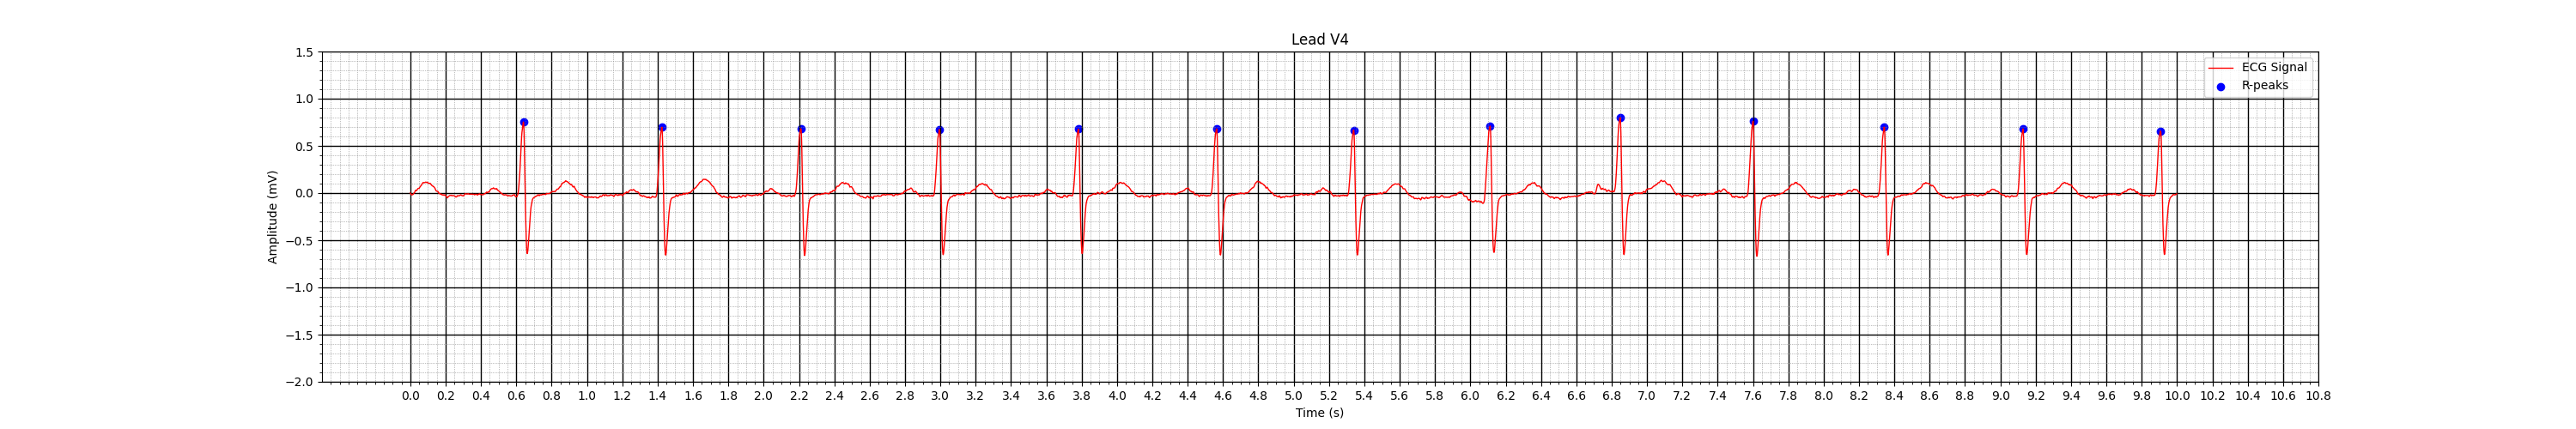 Lead V4
1.5
1.0
0.5
0.0
−0.5
−1.0
−1.5
−2.0
Amplitude (mV)
ECG Signal
R-peaks
0.0 0.2 0.4 0.6 0.8 1.0 1.2 1.4 1.6 1.8 2.0 2.2 2.4 2.6 2.8 3.0 3.2 3.4 3.6 3.8 4.0 4.2 4.4 4.6 4.8 5.0 5.2 5.4 5.6 5.8 6.0 6.2 6.4 6.6 6.8 7.0 7.2 7.4 7.6 7.8 8.0 8.2 8.4 8.6 8.8 9.0 9.2 9.4 9.6 9.8 10.0 10.2 10.4 10.6 10.8
Time (s)